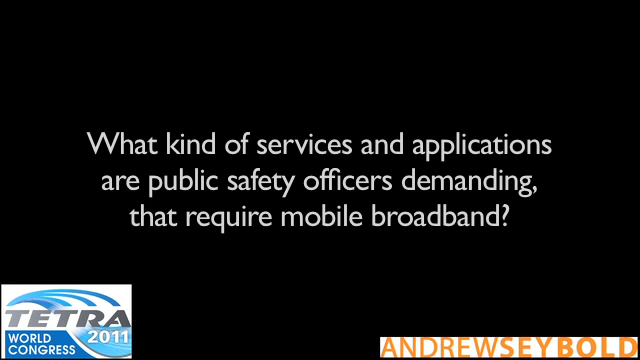 What kind of services and applications
are public safety officers demanding,
that require mobile broadband?
TETRA
WORLD 2011
CONGRESS
ANDREWSEYBOLD